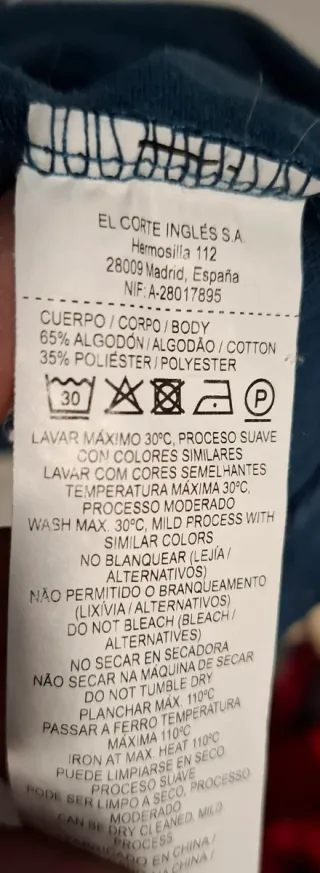 EL CORTE INGLÉS S.A.
Hermosilla 112
28009 Madrid, España
NIF: A-28017895
CUERPO / CORPO / BODY
65% ALGODÓN / ALGODÃO / COTTON
35% POLIÉSTER / POLYESTER
30 P
LAVAR MÁXIMO 30ºC, PROCESO SUAVE
CON COLORES SIMILARES
LAVAR COM CORES SEMELHANTES
TEMPERATURA MÁXIMA 30ºC,
PROCESSO MODERADO
WASH MAX. 30ºC, MILD PROCESS WITH
SIMILAR COLORS
NO BLANQUEAR (LEJÍA /
ALTERNATIVOS)
NÃO PERMITIDO O BRANQUEAMENTO
(LIXÍVIA / ALTERNATIVOS)
DO NOT BLEACH (BLEACH /
ALTERNATIVES)
NO SECAR EN SECADORA
NÃO SECAR NA MÁQUINA DE SECAR
DO NOT TUMBLE DRY
PLANCHAR MÁX. 110ºC
PASSAR A FERRO TEMPERATURA
MÁXIMA 110ºC
IRON AT MAX. HEAT 110ºC
PUEDE LIMPIARSE EN SECO,
PROCESO SUAVE
PODE SER LIMPO A SECO, PROCESSO
MODERADO
CAN BE DRY CLEANED, MILD
PROCESS
FABRICADO EN CHINA /
CHINA /